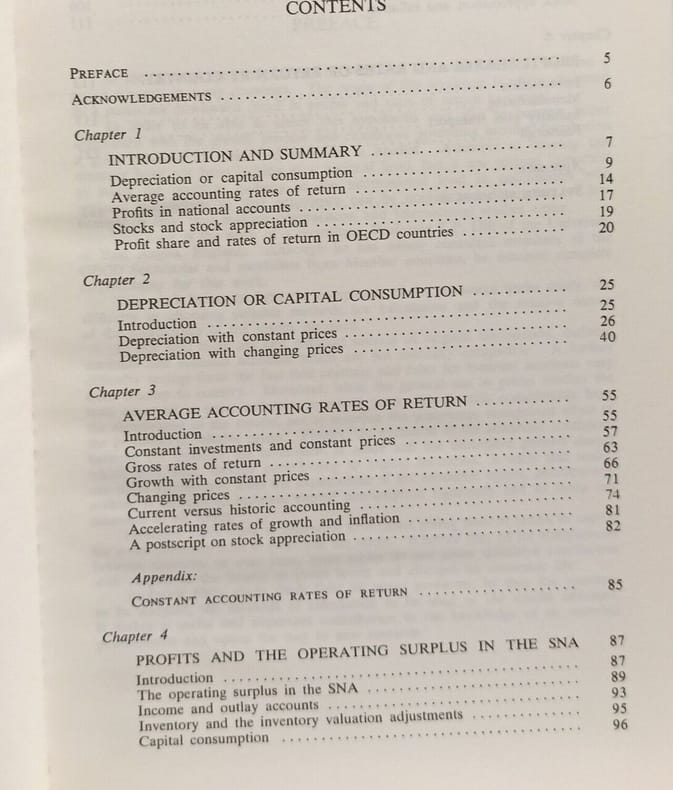 CONTENTS
PREFACE .......... 5
ACKNOWLEDGEMENTS .......... 6
Chapter 1
INTRODUCTION AND SUMMARY .......... 7
Depreciation or capital consumption .......... 9
Average accounting rates of return .......... 14
Profits in national accounts .......... 17
Stocks and stock appreciation .......... 19
Profit share and rates of return in OECD countries .......... 20
Chapter 2
DEPRECIATION OR CAPITAL CONSUMPTION .......... 25
Introduction .......... 25
Depreciation with constant prices .......... 26
Depreciation with changing prices .......... 40
Chapter 3
AVERAGE ACCOUNTING RATES OF RETURN .......... 55
Introduction .......... 55
Constant investments and constant prices .......... 57
Gross rates of return .......... 63
Growth with constant prices .......... 66
Changing prices .......... 71
Current versus historic accounting .......... 74
Accelerating rates of growth and inflation .......... 81
A postscript on stock appreciation .......... 82
Appendix:
CONSTANT ACCOUNTING RATES OF RETURN .......... 85
Chapter 4
PROFITS AND THE OPERATING SURPLUS IN THE SNA 87
Introduction .......... 87
The operating surplus in the SNA .......... 89
Income and outlay accounts .......... 93
Inventory and the inventory valuation adjustments .......... 95
Capital consumption .......... 96